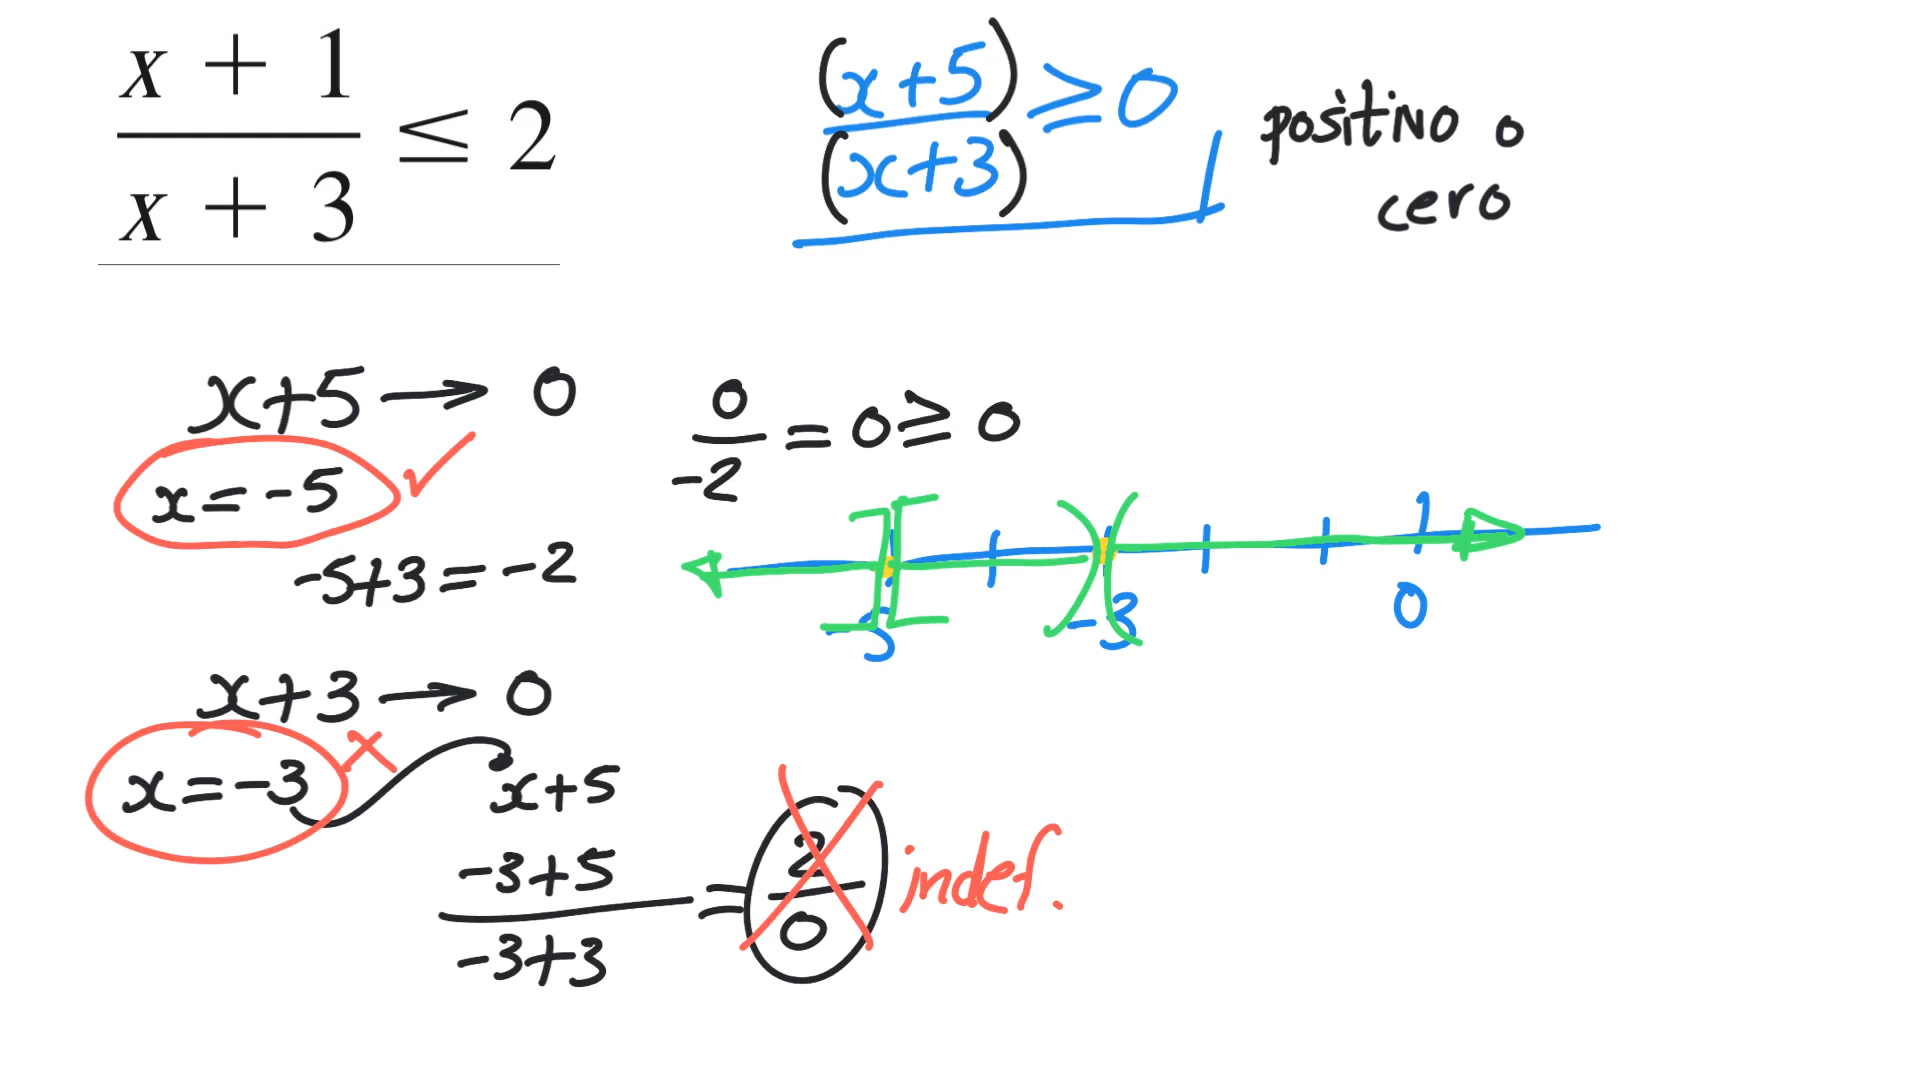 x + 1
x + 3
≤ 2
(x+5)
(x+3)
≥ 0
positivo o
cero
x+5 → 0
x = -5 ✓
-5+3 = -2
0
-2
= 0 ≥ 0
-5
-3
0
x+3 → 0
x = -3 ×
x+5
-3+5
-3+3
=
2
0
indef.